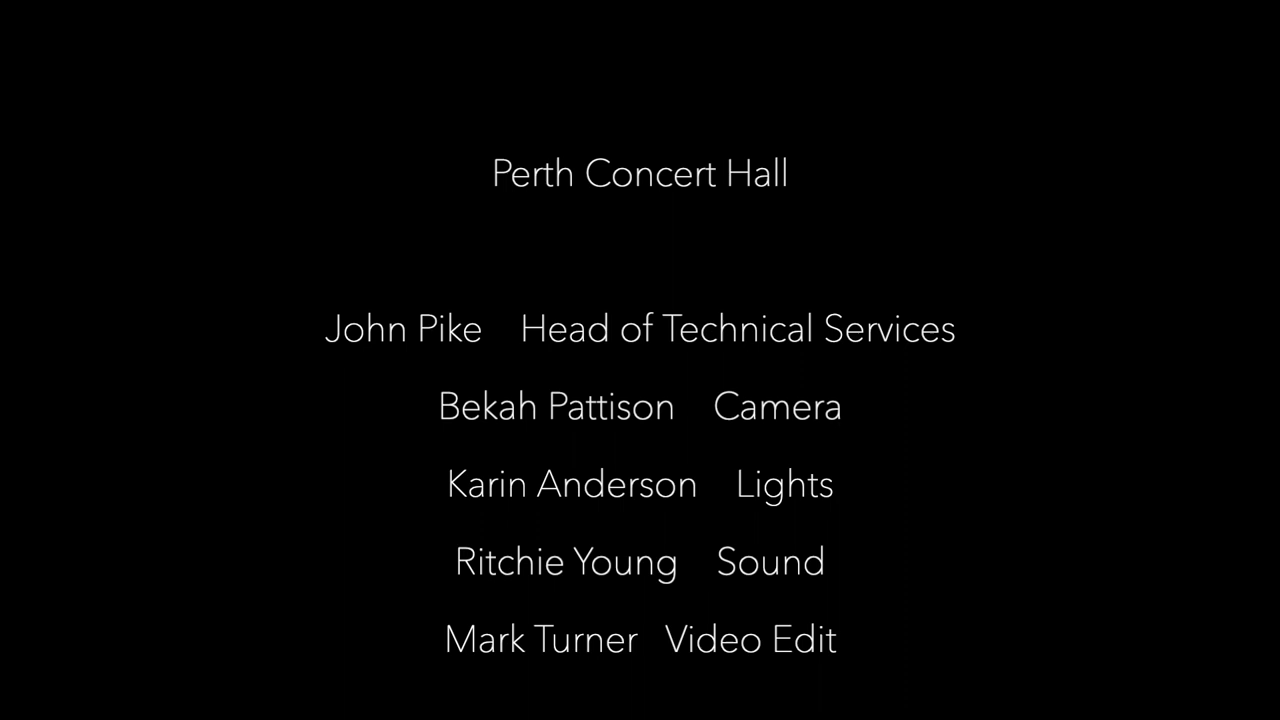 Perth Concert Hall
John Pike Head of Technical Services
Bekah Pattison Camera
Karin Anderson Lights
Ritchie Young Sound
Mark Turner Video Edit